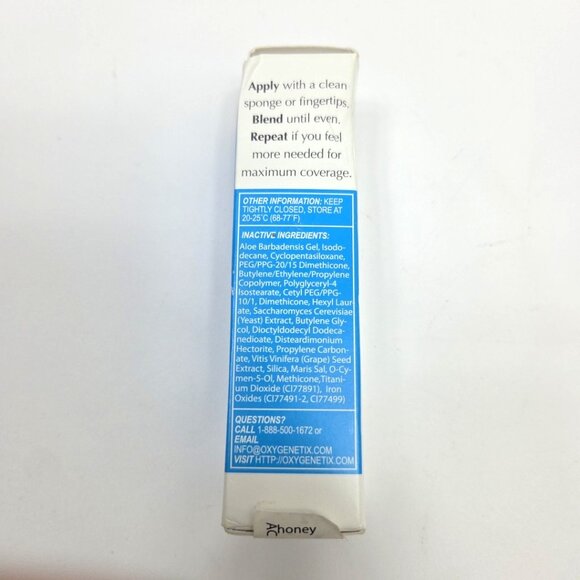 Apply with a clean
sponge or fingertips.
Blend until even.
Repeat if you feel
more needed for
maximum coverage.
OTHER INFORMATION: KEEP
TIGHTLY CLOSED, STORE AT
20-25°C (68-77°F)
INACTIVE INGREDIENTS:
Aloe Barbadensis Gel, Isodo-
decane, Cyclopentasiloxane,
PEG/PPG-20/15 Dimethicone,
Butylene/Ethylene/Propylene
Copolymer, Polyglyceryl-4
Isostearate, Cetyl PEG/PPG-
10/1, Dimethicone, Hexyl Laur
ate, Saccharomyces Cerevisiae
(Yeast) Extract, Butylene Gly-
col, Dioctyldodecyl Dodeca-
nedioate, Disteardimonium
Hectorite, Propylene Carbon-
ate, Vitis Vinifera (Grape) Seed
Extract, Silica, Maris Sal, O-Cy-
men-5-Ol, Methicone,Titani-
um Dioxide (CI77891), Iron
Oxides (CI77491-2, CI77499)
QUESTIONS?
CALL 1-888-500-1672 or
EMAIL
INFO@OXYGENETIX.COM
VISIT HTTP://OXYGENETIX.COM
honey